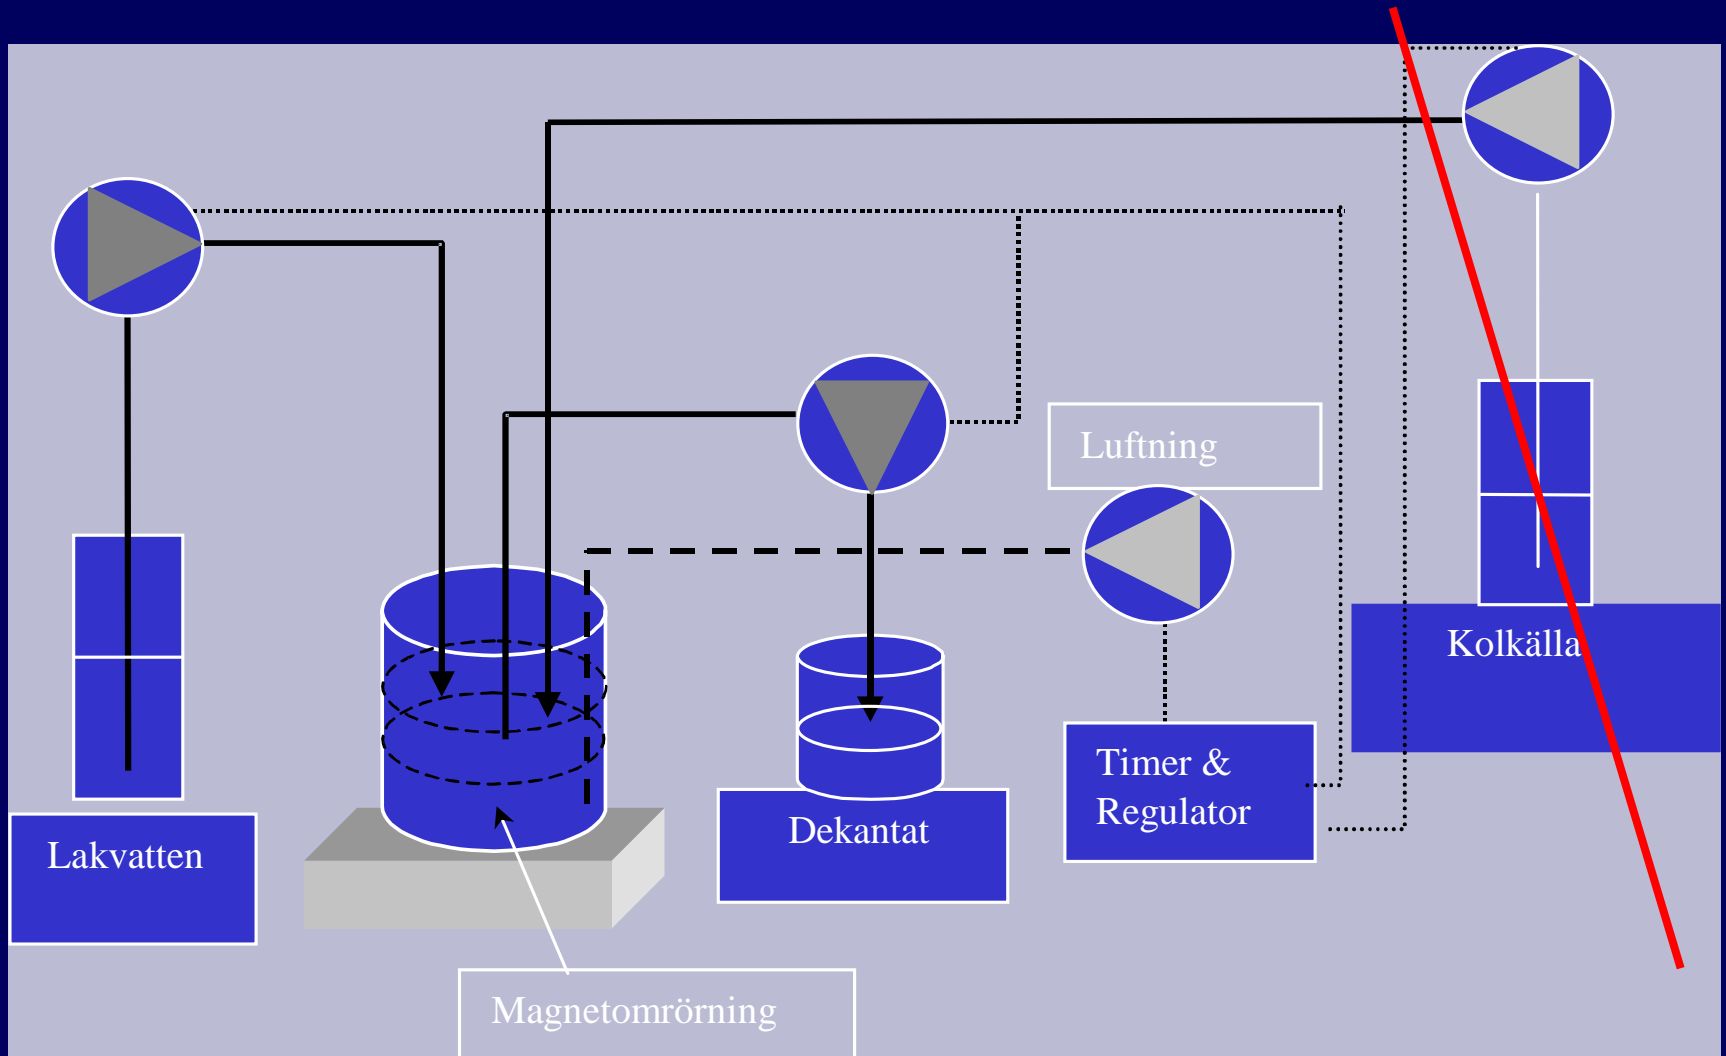 Luftning
Kolkälla
Timer &
Regulator
Dekantat
Lakvatten
Magnetomrörning